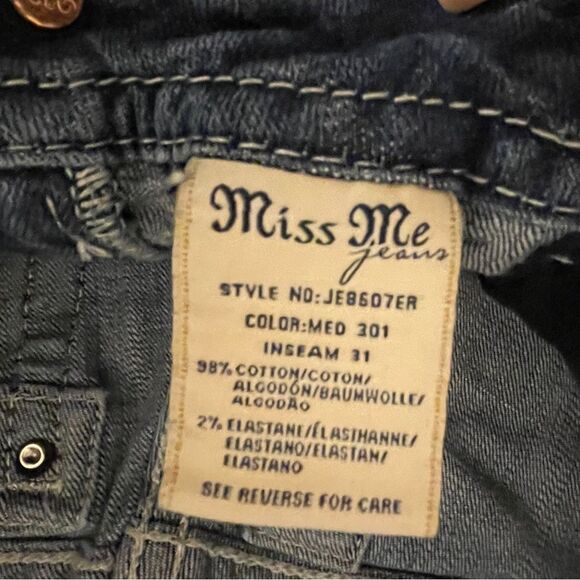 Miss Me
jeans
STYLE NO:JE8607ER
COLOR:MED 301
INSEAM 31
98% COTTON/COTON/
ALGODÓN/BAUMWOLLE/
ALGODÃO
2% ELASTANE/ÉLASTHANNE/
ELASTANO/ELASTAN/
ELASTANO
SEE REVERSE FOR CARE